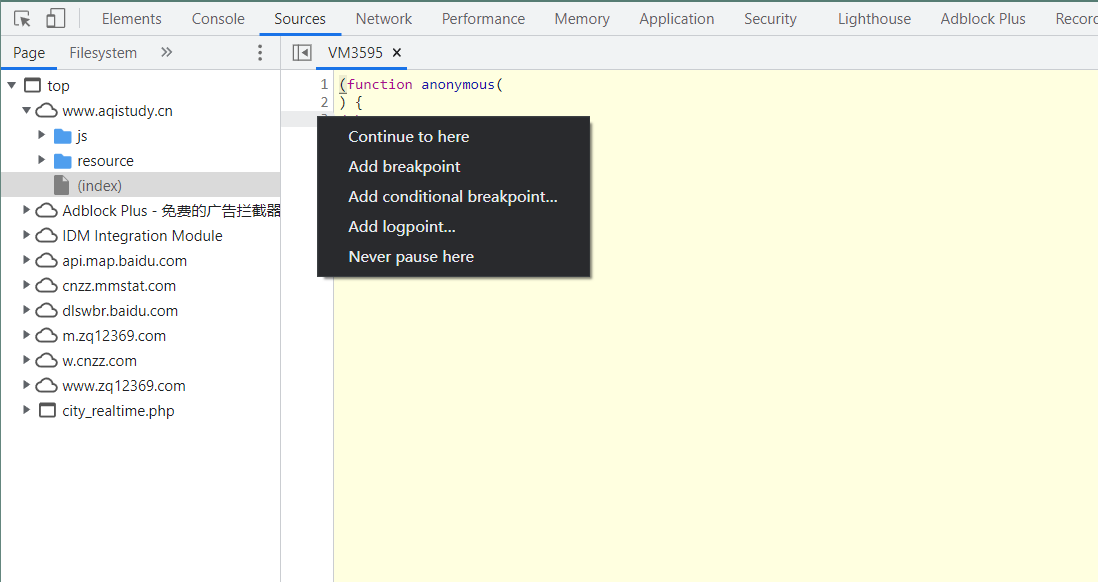 Elements Console Sources Network Performance Memory Application Security Lighthouse Adblock Plus Recor
Page Filesystem
VM3595
top
www.aqistudy.cn
js
resource
(index)
Adblock Plus - 免费的广告拦截器
IDM Integration Module
api.map.baidu.com
cnzz.mmstat.com
dlswbr.baidu.com
m.zq12369.com
w.cnzz.com
www.zq12369.com
city_realtime.php
1 (function anonymous(
2 ) {
Continue to here
Add breakpoint
Add conditional breakpoint...
Add logpoint...
Never pause here